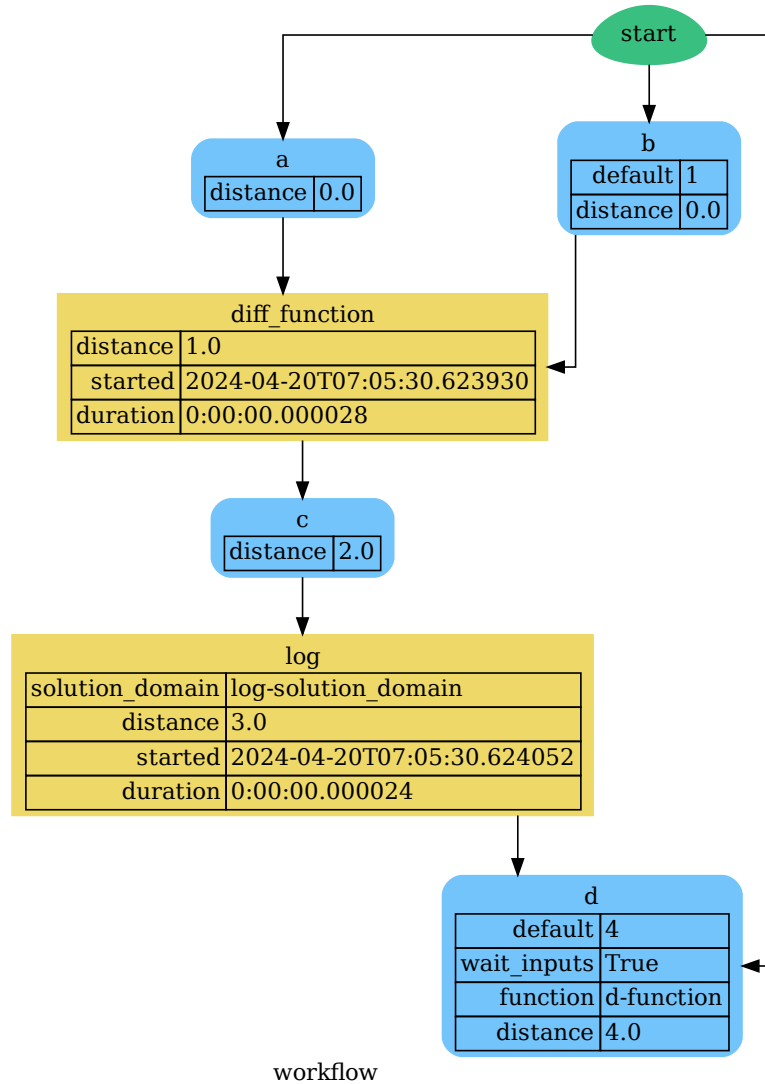 start
a
distance 0.0
b
default 1
distance 0.0
diff_function
distance 1.0
started 2024-04-20T07:05:30.623930
duration 0:00:00.000028
c
distance 2.0
log
solution_domain log-solution_domain
distance 3.0
started 2024-04-20T07:05:30.624052
duration 0:00:00.000024
d
default 4
wait_inputs True
function d-function
distance 4.0
workflow